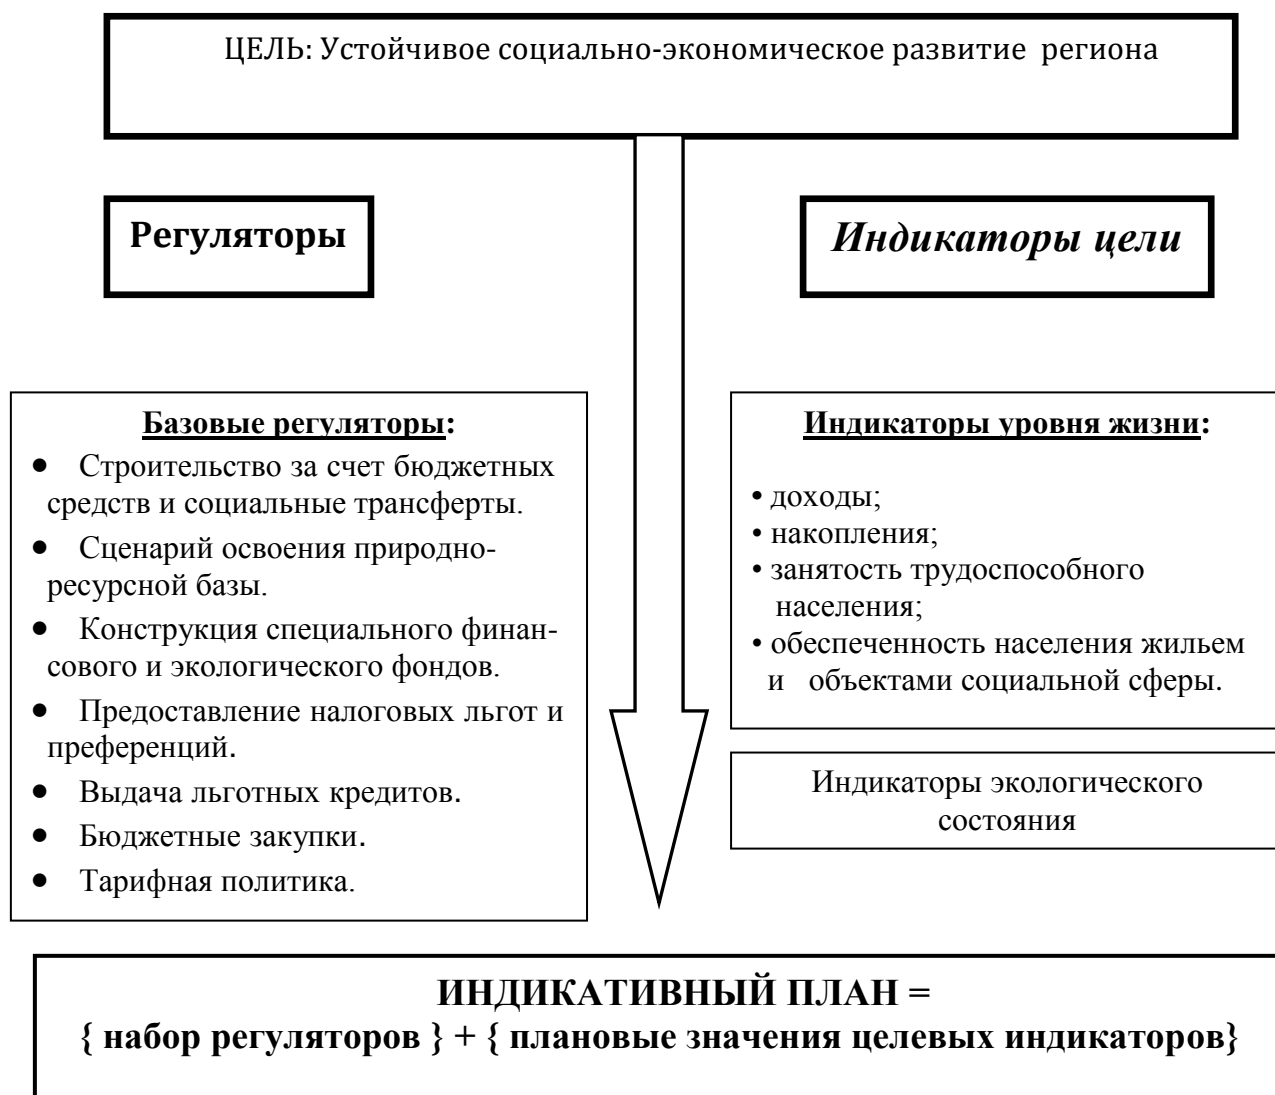 ЦЕЛЬ: Устойчивое социально-экономическое развитие региона
Регуляторы
Индикаторы цели
Базовые регуляторы:
• Строительство за счет бюджетных
средств и социальные трансферты.
• Сценарий освоения природно-
ресурсной базы.
• Конструкция специального финан-
сового и экологического фондов.
• Предоставление налоговых льгот и
преференций.
• Выдача льготных кредитов.
• Бюджетные закупки.
• Тарифная политика.
Индикаторы уровня жизни:
• доходы;
• накопления;
• занятость трудоспособного
населения;
• обеспеченность населения жильем
и объектами социальной сферы.
Индикаторы экологического
состояния
ИНДИКАТИВНЫЙ ПЛАН =
{ набор регуляторов } + { плановые значения целевых индикаторов}